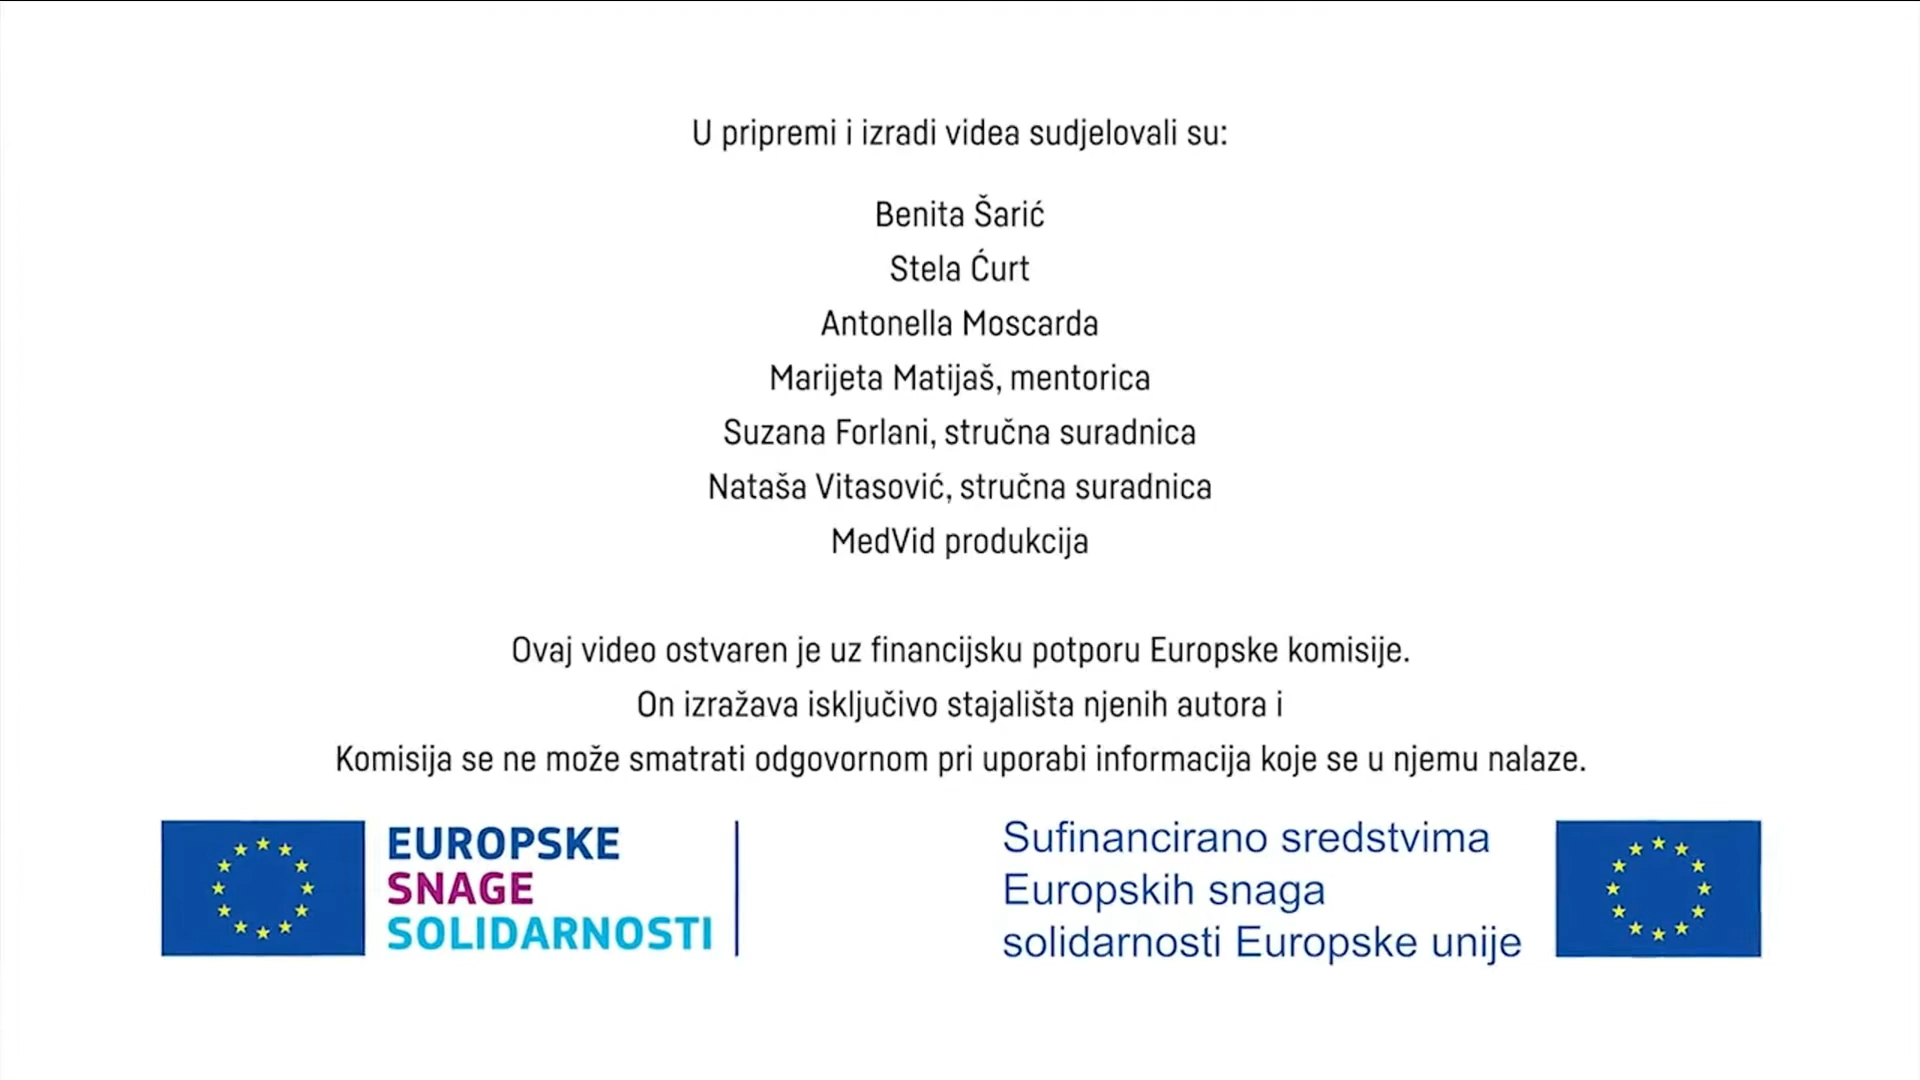 U pripremi i izradi videa sudjelovali su:
Benita Šarić
Stela Ćurt
Antonella Moscarda
Marijeta Matijaš, mentorica
Suzana Forlani, stručna suradnica
Nataša Vitasović, stručna suradnica
MedVid produkcija
Ovaj video ostvaren je uz financijsku potporu Europske komisije.
On izražava isključivo stajališta njenih autora i
Komisija se ne može smatrati odgovornom pri uporabi informacija koje se u njemu nalaze.
EUROPSKE
SNAGE
SOLIDARNOSTI
Sufinancirano sredstvima
Europskih snaga
solidarnosti Europske unije